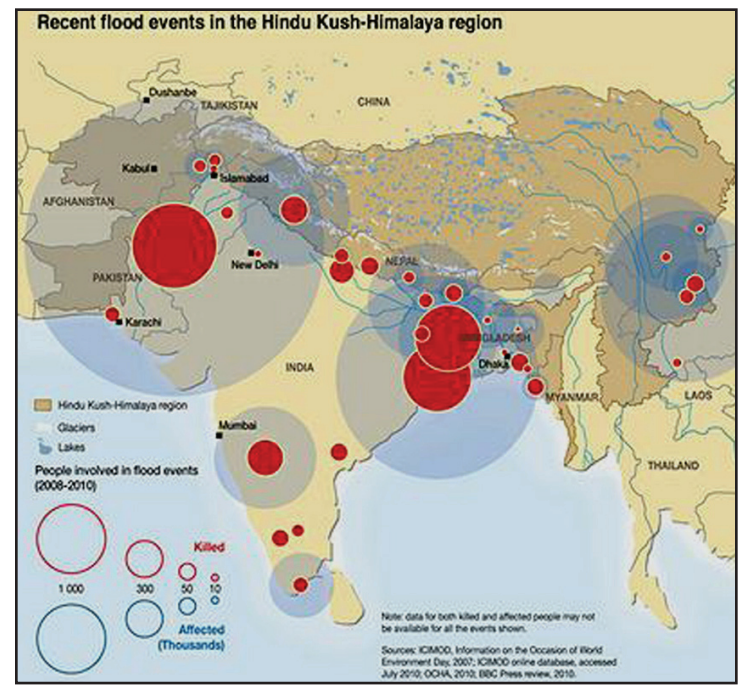 Recent flood events in the Hindu Kush-Himalaya region
Dushanbe
TAJIKISTAN
CHINA
Kabul
Islamabad
AFGHANISTAN
New Delhi
NEPAL
PAKISTAN
Karachi
BANGLADESH
Dhaka
INDIA
MYANMAR
LAOS
Hindu Kush-Himalaya region
Glaciers
Lakes
Mumbai
THAILAND
People involved in flood events
(2008-2010)
Killed
1 000
300
50
10
Affected
(Thousands)
Note: data for both killed and affected people may not
be available for all the events shown.
Sources: ICIMOD, Information on the Occasion of World
Environment Day, 2007; ICIMOD online database, accessed
July 2010; OCHA, 2010; BBC Press review, 2010.